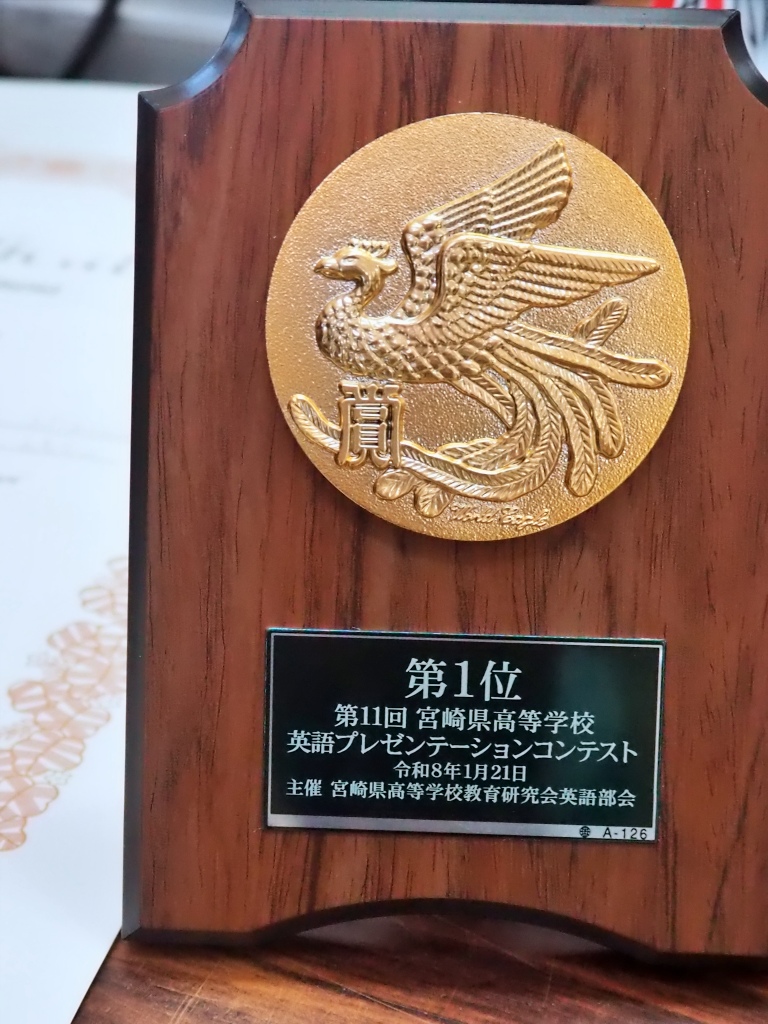 賞
第1位
第11回 宮崎県高等学校
英語プレゼンテーションコンテスト
令和8年1月21日
主催 宮崎県高等学校教育研究会英語部会
A-126